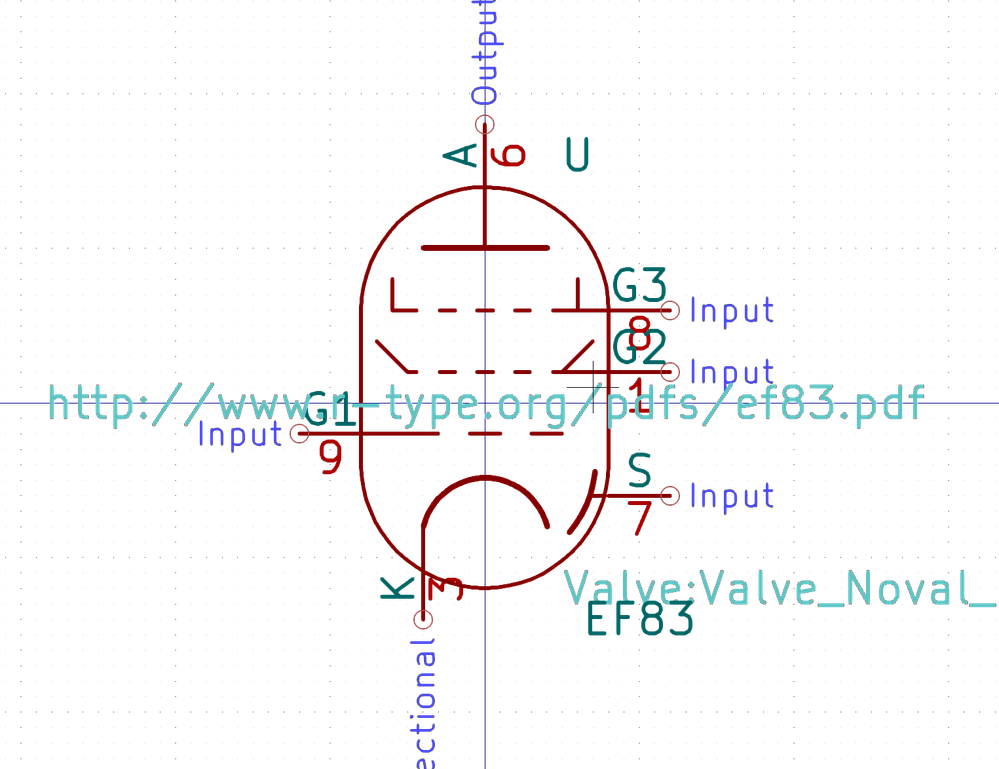 Output
A
6
U
G3
Input
8
G2
Input
1
http://www.r-type.org/pdfs/ef83.pdf
G1
Input
9
S
Input
7
K
3
Valve:Valve_Noval_
EF83
ectional